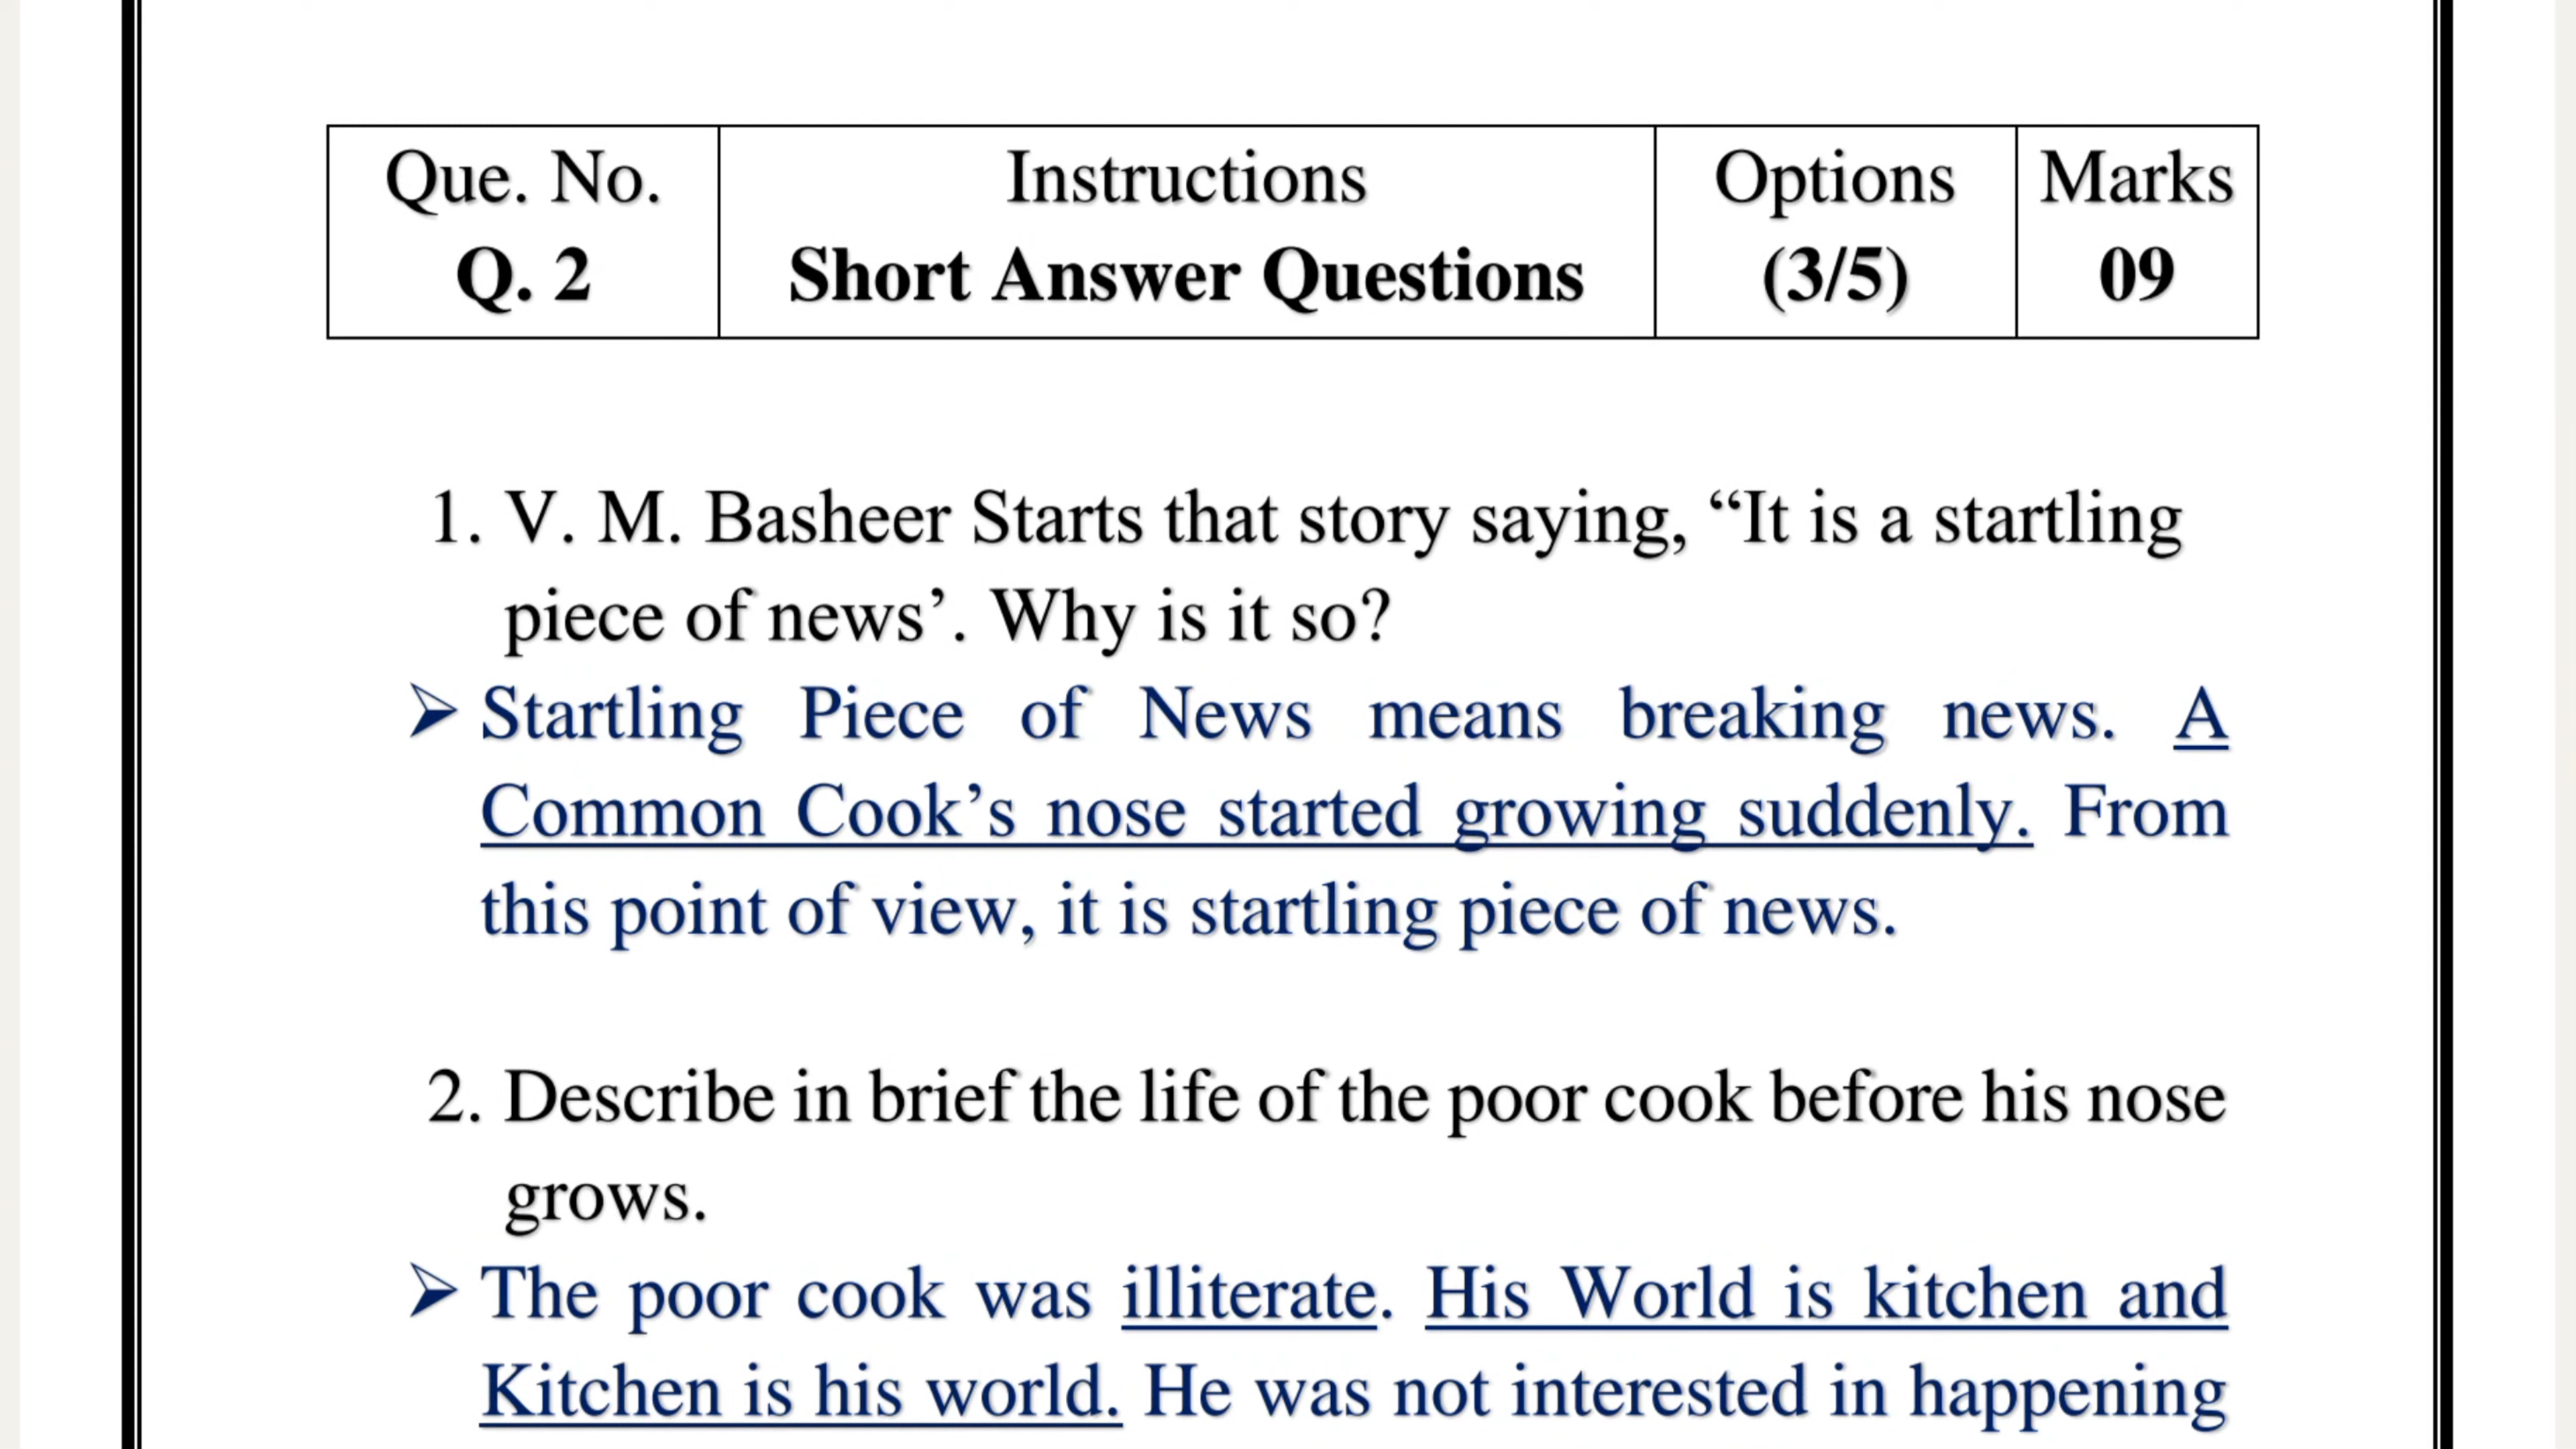 Que. No. Instructions Options Marks
Q. 2 Short Answer Questions (3/5) 09
1. V. M. Basheer Starts that story saying, “It is a startling
piece of news’. Why is it so?
➢ Startling Piece of News means breaking news. A
Common Cook’s nose started growing suddenly. From
this point of view, it is startling piece of news.
2. Describe in brief the life of the poor cook before his nose
grows.
➢ The poor cook was illiterate. His World is kitchen and
Kitchen is his world. He was not interested in happening